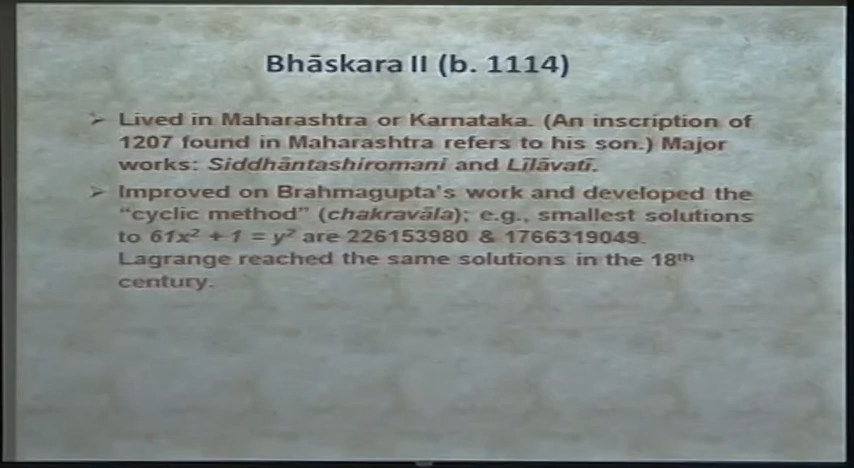 Bhāskara II (b. 1114)
➢ Lived in Maharashtra or Karnataka. (An inscription of
1207 found in Maharashtra refers to his son.) Major
works: Siddhāntashiromani and Līlāvatī.
➢ Improved on Brahmagupta's work and developed the
"cyclic method" (chakravāla); e.g., smallest solutions
to 61x² + 1 = y² are 226153980 & 1766319049.
Lagrange reached the same solutions in the 18ᵗʰ
century.